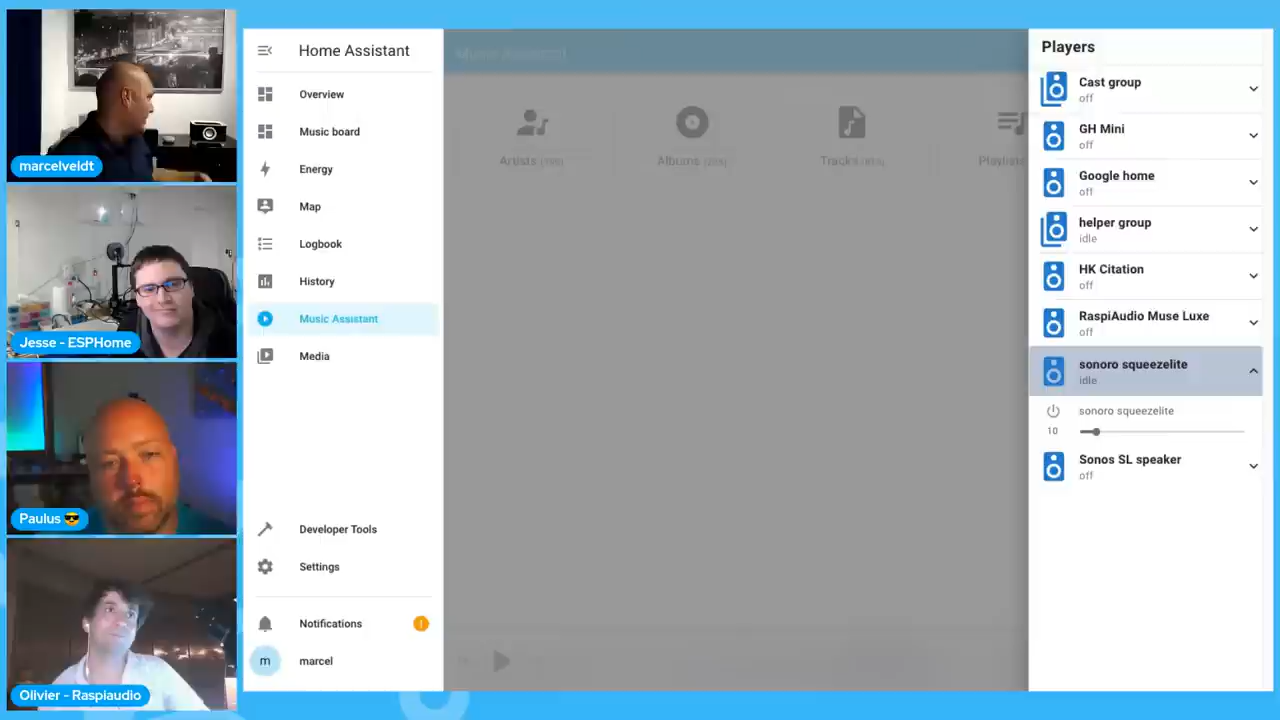 marcelveldt
Jesse - ESPHome
Paulus 😎
Olivier - Raspiaudio
Home Assistant
Overview
Music board
Energy
Map
Logbook
History
Music Assistant
Media
Developer Tools
Settings
Notifications
!
m
marcel
Music Assistant
Artists
Albums
Tracks
Players
Cast group
off
GH Mini
off
Google home
off
helper group
idle
HK Citation
off
RaspiAudio Muse Luxe
off
sonoro squeezelite
idle
sonoro squeezelite
10
Sonos SL speaker
off